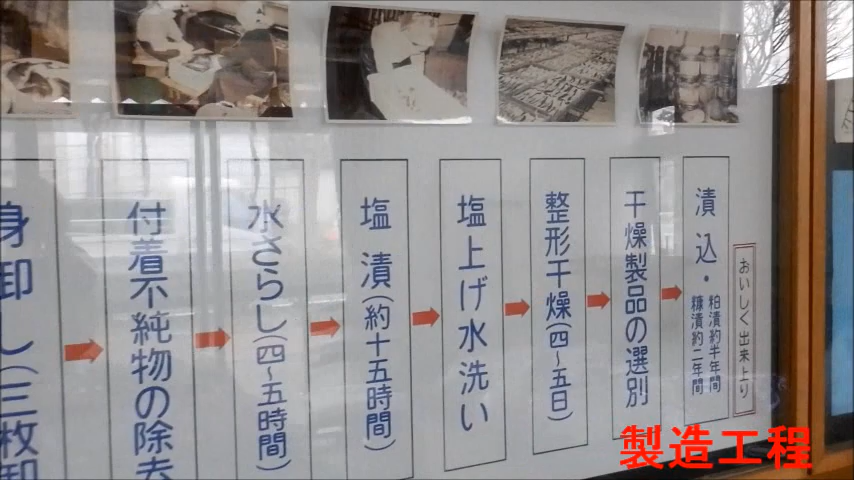 身卸し(三枚卸
付着不純物の除去
水さらし(四〜五時間)
塩漬(約十五時間)
塩上げ水洗い
整形干燥(四〜五日)
干燥製品の選別
漬込・粕漬約半年間
糠漬約二年間
おいしく出来上り
製造工程